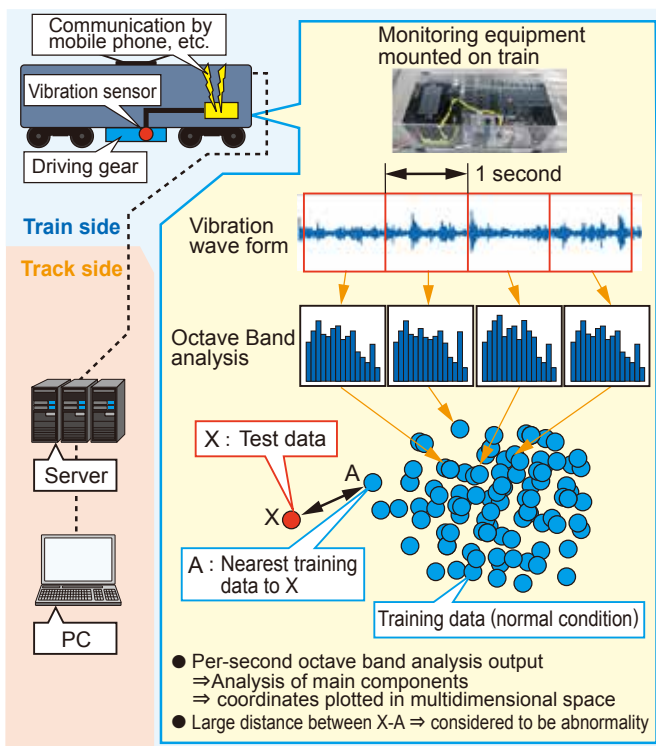 Communication by
mobile phone, etc.
Vibration sensor
Driving gear
Train side
Track side
Server
PC
Monitoring equipment
mounted on train
1 second
Vibration
wave form
Octave Band
analysis
X : Test data
A
X
A : Nearest training
data to X
Training data (normal condition)
● Per-second octave band analysis output
⇒Analysis of main components
⇒ coordinates plotted in multidimensional space
● Large distance between X-A ⇒ considered to be abnormality